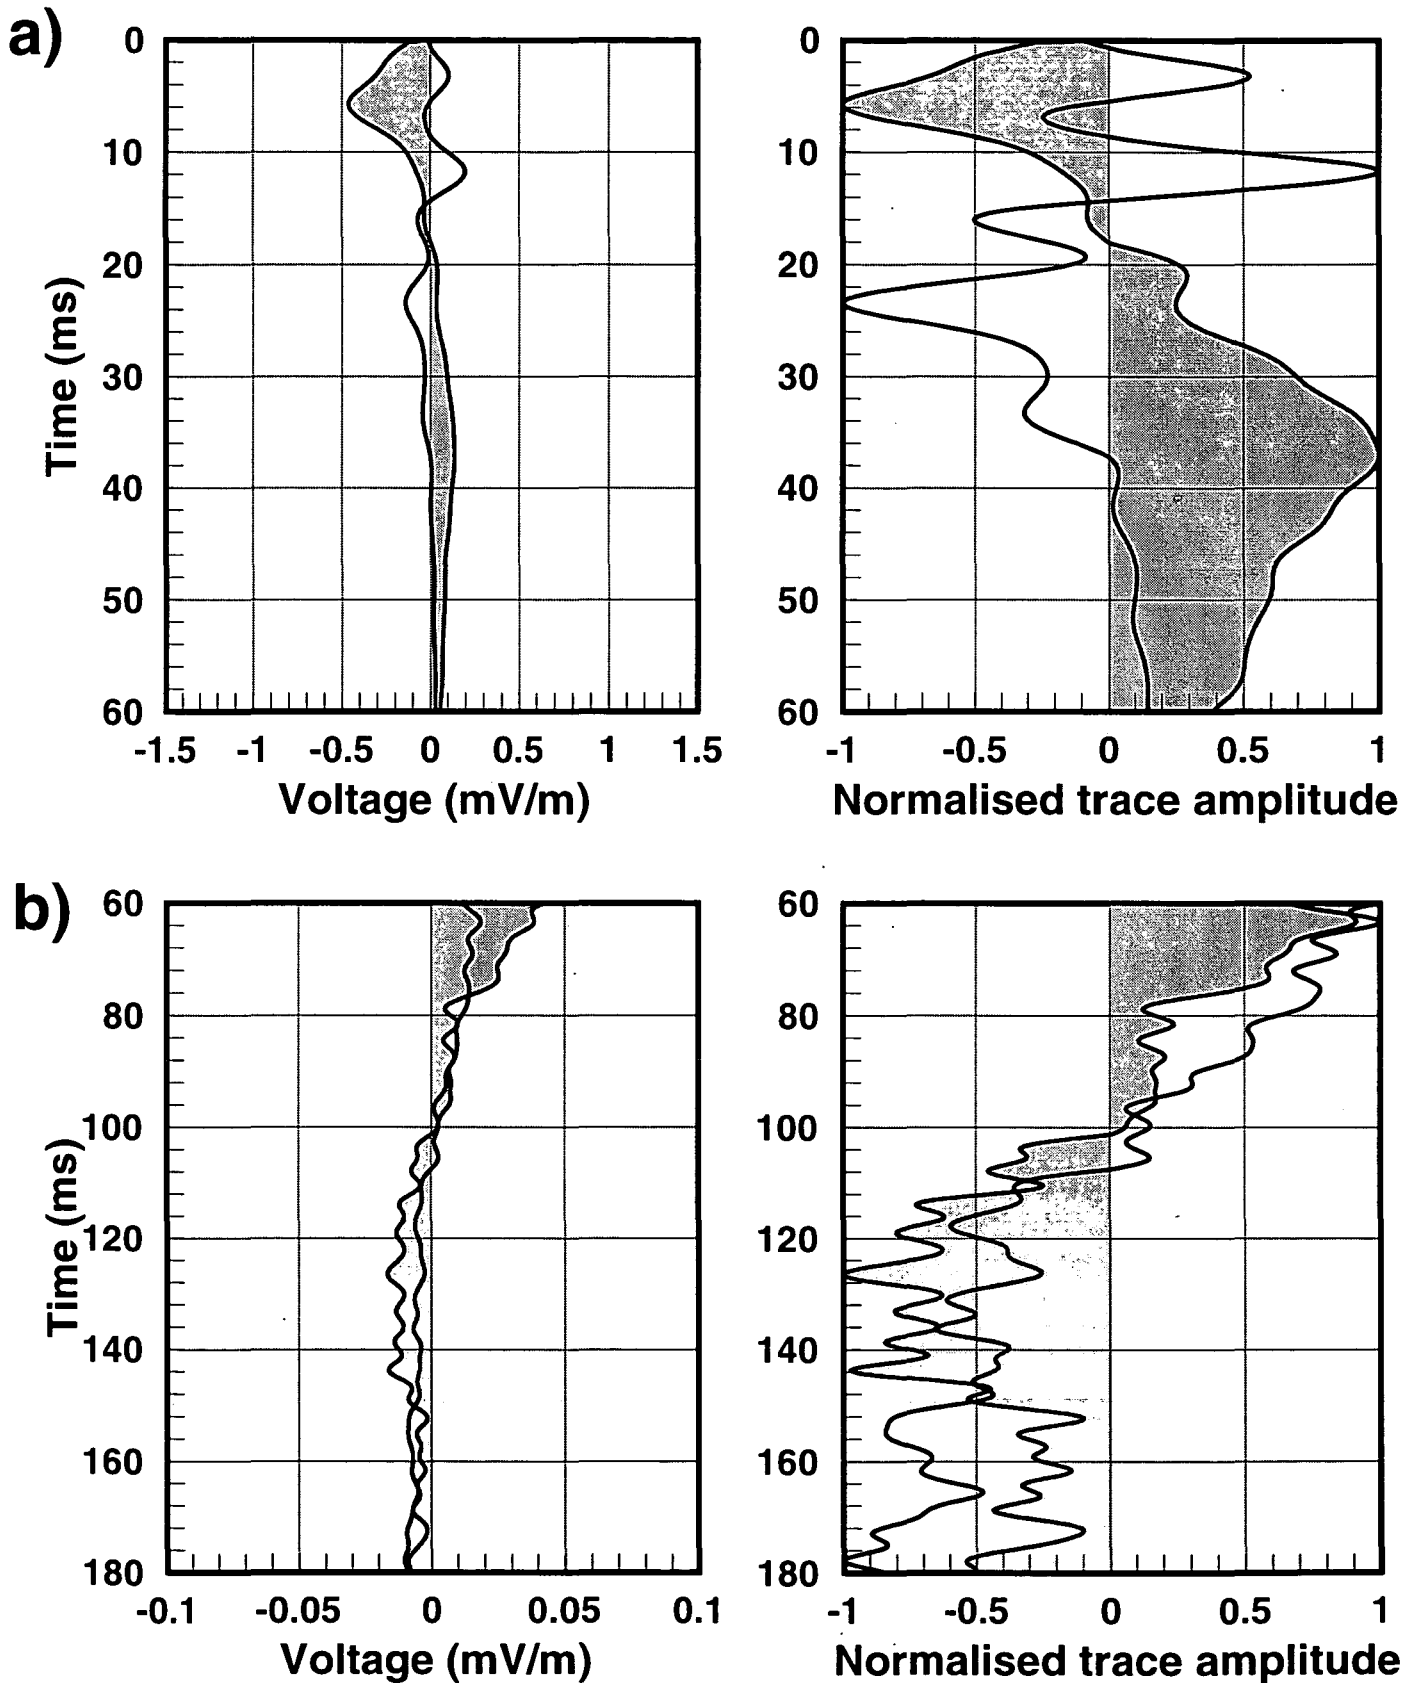 a)
0 0
10 10
20 20
Time (ms)
30 30
40 40
50 50
60 60
-1.5 -1 -0.5 0 0.5 1 1.5 -1 -0.5 0 0.5 1
Voltage (mV/m) Normalised trace amplitude
b)
60 60
80 80
100 100
Time (ms)
120 120
140 140
160 160
180 180
-0.1 -0.05 0 0.05 0.1 -1 -0.5 0 0.5 1
Voltage (mV/m) Normalised trace amplitude